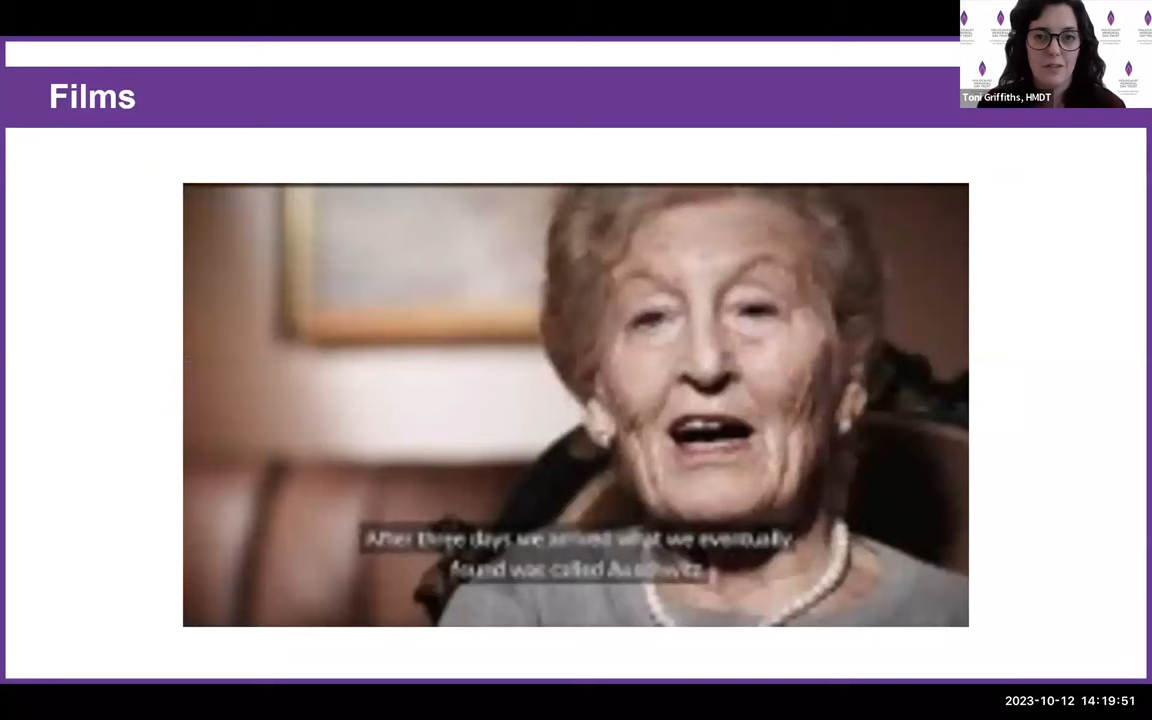 Films
Toni Griffiths, HMDT
After three days we arrived what we eventually
found was called Auschwitz
2023-10-12 14:19:51